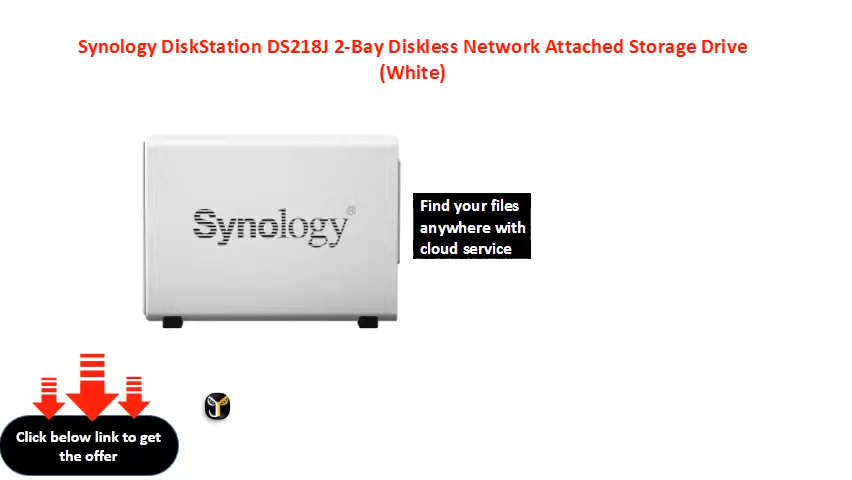 Synology DiskStation DS218J 2-Bay Diskless Network Attached Storage Drive
(White)
Synology®
Find your files
anywhere with
cloud service
Click below link to get
the offer